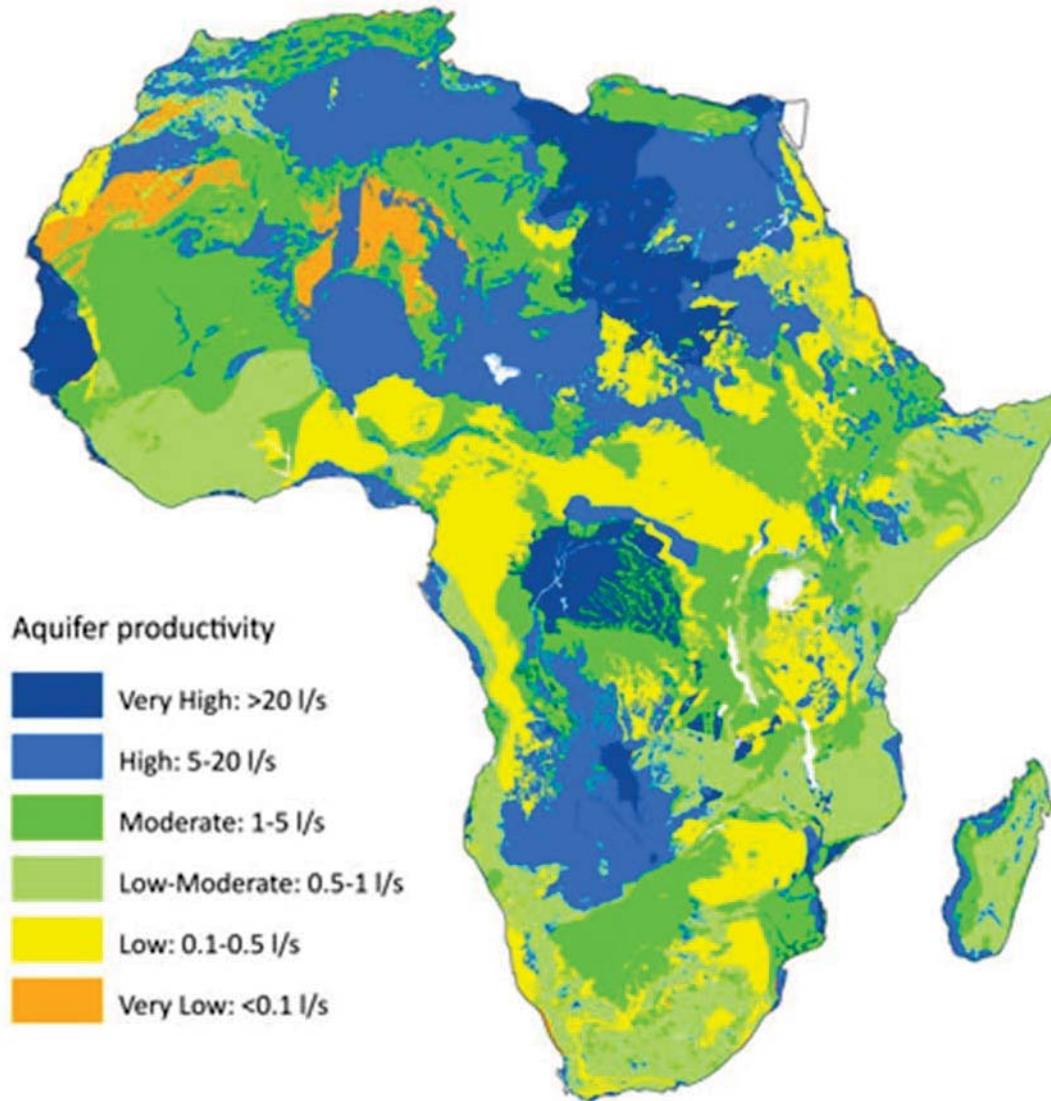 Aquifer productivity
Very High: >20 l/s
High: 5-20 l/s
Moderate: 1-5 l/s
Low-Moderate: 0.5-1 l/s
Low: 0.1-0.5 l/s
Very Low: <0.1 l/s